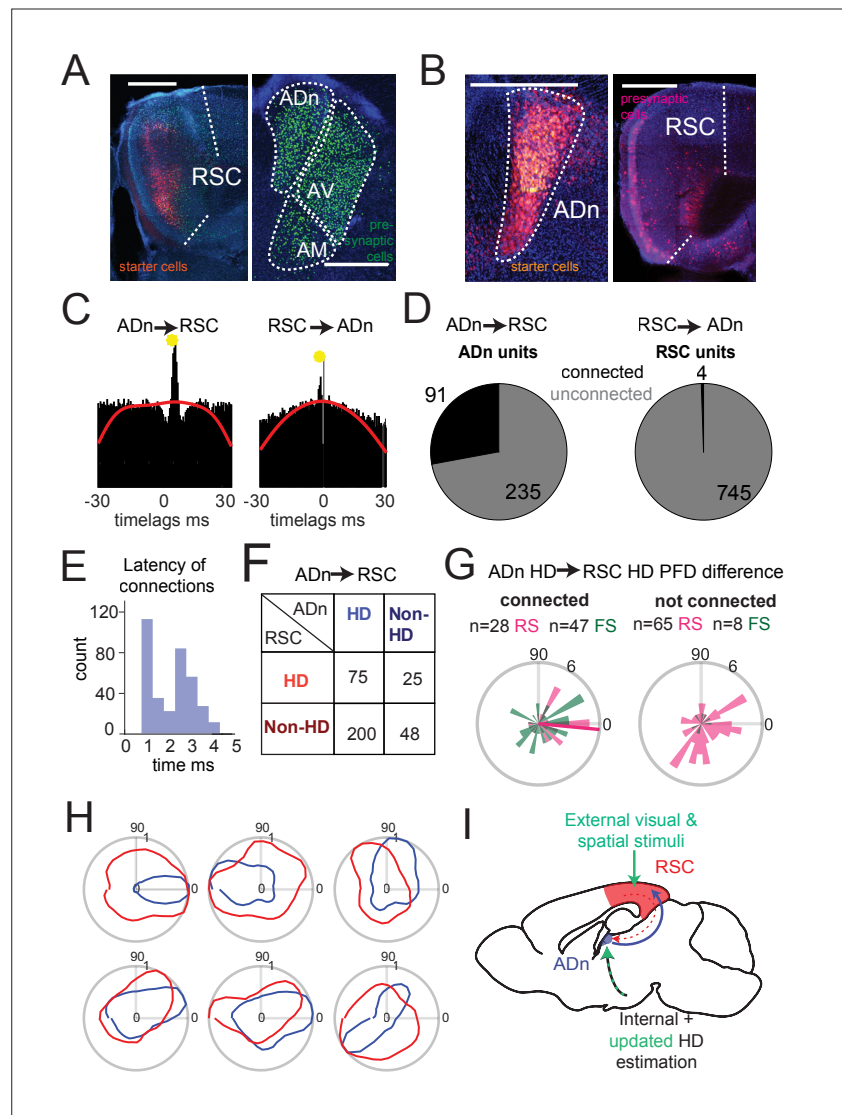 A
B
ADn
RSC
AV
AM
starter cells
pre-
synaptic
cells
ADn
starter cells
presynaptic
cells
RSC
C
ADn RSC
RSC ADn
-30 0 30
timelags ms
-30 0 30
timelags ms
D
ADn RSC
ADn units
RSC ADn
RSC units
connected
unconnected
91
235
4
745
E
Latency of
connections
120
80
40
0
count
0 1 2 3 4 5
time ms
F
ADn RSC
ADn
RSC
HD
Non-
HD
HD
75
25
Non-HD
200
48
G
ADn HD RSC HD PFD difference
connected
not connected
n=28 RS n=47 FS
n=65 RS n=8 FS
90
6
0
90
6
0
H
90
1
0
0
90
1
0
0
90
1
0
0
90
1
0
0
90
1
0
0
90
1
0
0
I
External visual &
spatial stimuli
RSC
ADn
Internal +
updated HD
estimation